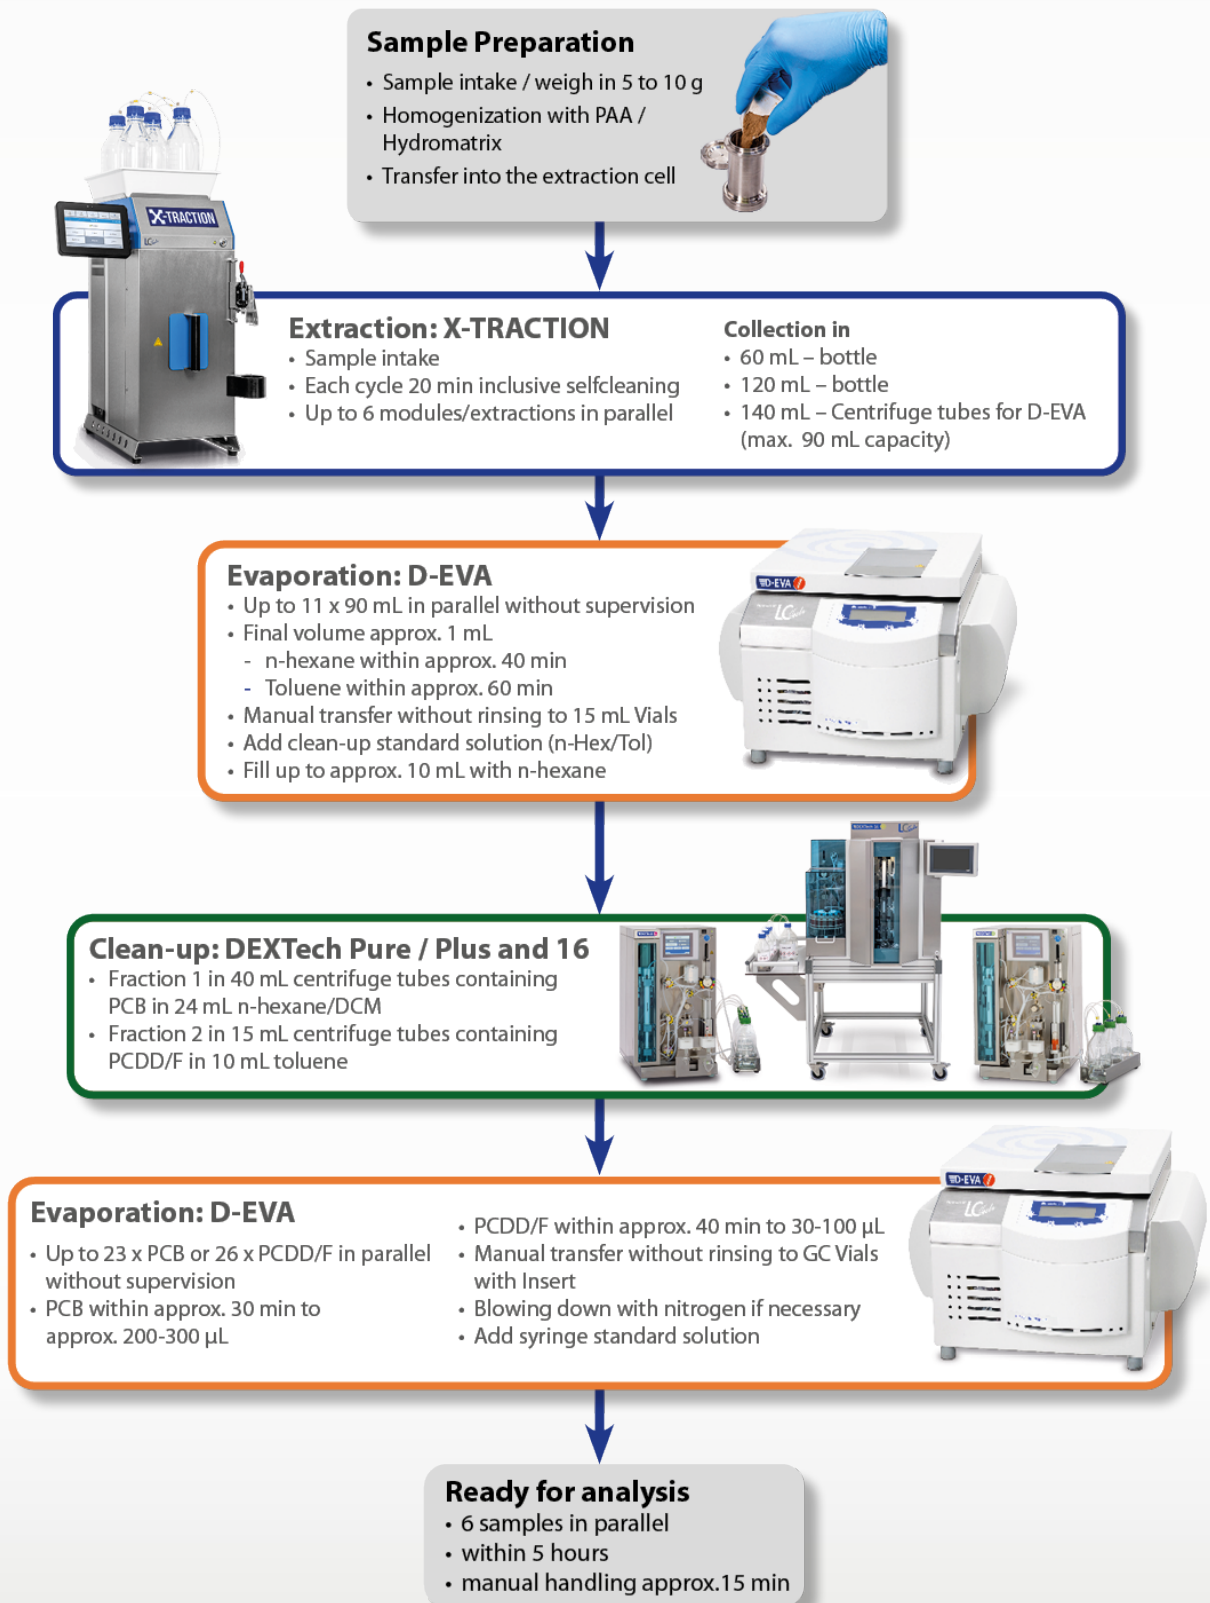 Sample Preparation
• Sample intake / weigh in 5 to 10 g
• Homogenization with PAA /
Hydromatrix
• Transfer into the extraction cell
X-TRACTION
Extraction: X-TRACTION
• Sample intake
• Each cycle 20 min inclusive selfcleaning
• Up to 6 modules/extractions in parallel
Collection in
• 60 mL – bottle
• 120 mL – bottle
• 140 mL – Centrifuge tubes for D-EVA
(max. 90 mL capacity)
Evaporation: D-EVA
• Up to 11 x 90 mL in parallel without supervision
• Final volume approx. 1 mL
- n-hexane within approx. 40 min
- Toluene within approx. 60 min
• Manual transfer without rinsing to 15 mL Vials
• Add clean-up standard solution (n-Hex/Tol)
• Fill up to approx. 10 mL with n-hexane
D-EVA
LC
Clean-up: DEXTech Pure / Plus and 16
• Fraction 1 in 40 mL centrifuge tubes containing
PCB in 24 mL n-hexane/DCM
• Fraction 2 in 15 mL centrifuge tubes containing
PCDD/F in 10 mL toluene
Evaporation: D-EVA
• Up to 23 x PCB or 26 x PCDD/F in parallel
without supervision
• PCB within approx. 30 min to
approx. 200-300 µL
• PCDD/F within approx. 40 min to 30-100 µL
• Manual transfer without rinsing to GC Vials
with Insert
• Blowing down with nitrogen if necessary
• Add syringe standard solution
D-EVA
LC
Ready for analysis
• 6 samples in parallel
• within 5 hours
• manual handling approx.15 min